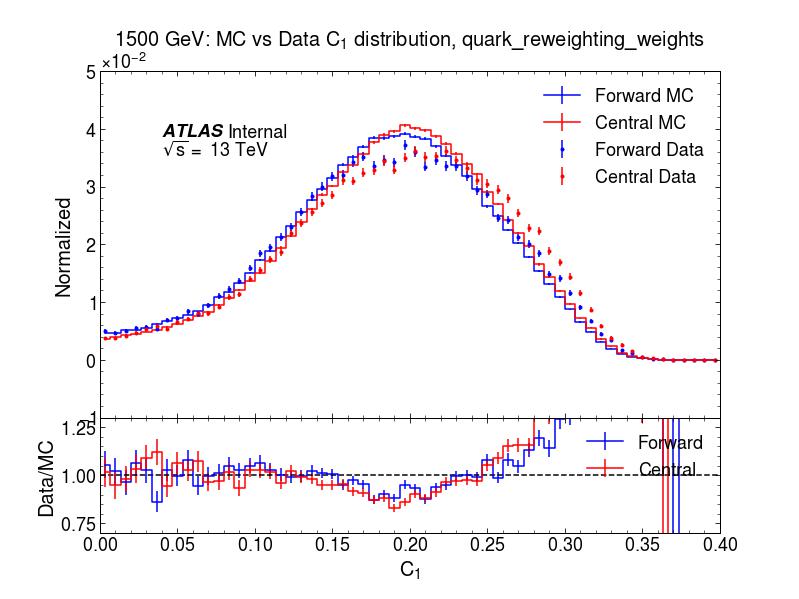 1500 GeV: MC vs Data C₁ distribution, quark_reweighting_weights
×10⁻²
5
4
3
2
1
0
−1
Normalized
ATLAS Internal
√s = 13 TeV
Forward MC
Central MC
Forward Data
Central Data
1.25
1.00
0.75
Data/MC
Forward
Central
0.00 0.05 0.10 0.15 0.20 0.25 0.30 0.35 0.40
C₁